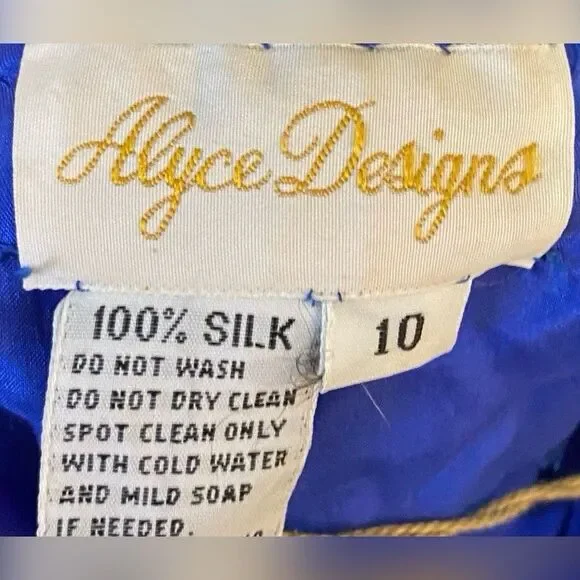 Alyce Designs
100% SILK
10
DO NOT WASH
DO NOT DRY CLEAN
SPOT CLEAN ONLY
WITH COLD WATER
AND MILD SOAP
IF NEEDED.